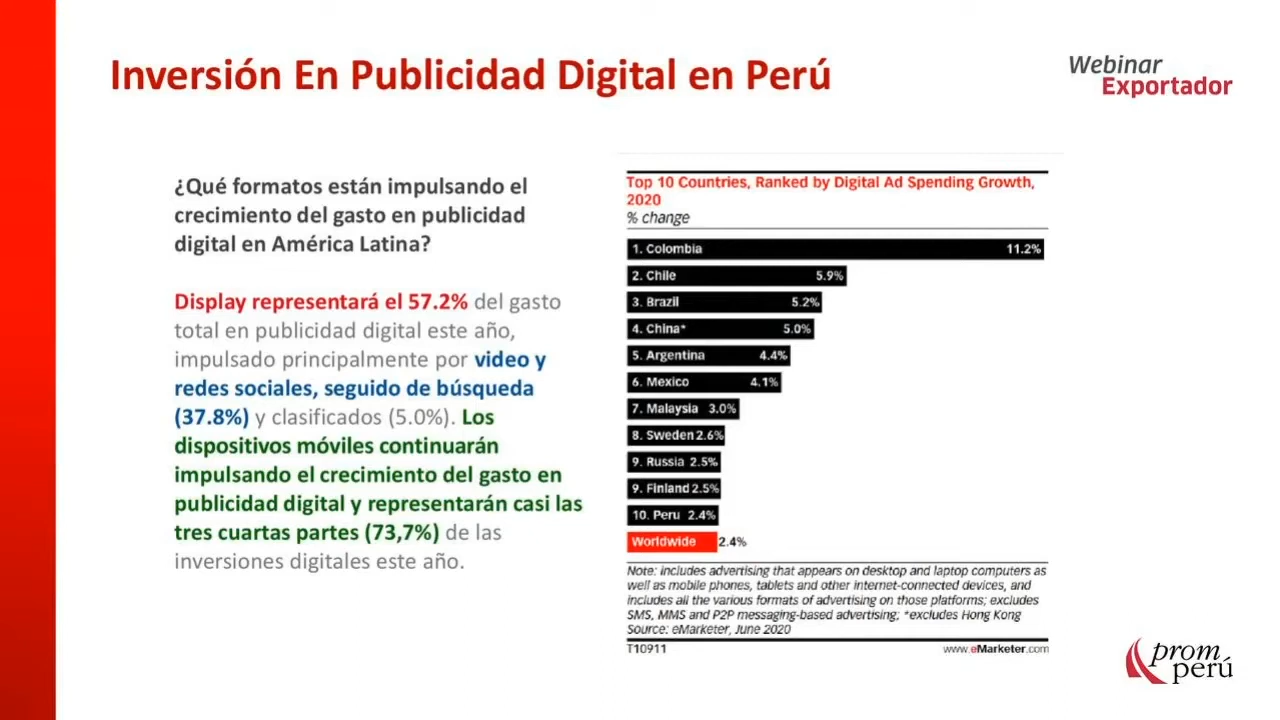 Inversión En Publicidad Digital en Perú
Webinar
Exportador
¿Qué formatos están impulsando el
crecimiento del gasto en publicidad
digital en América Latina?
Display representará el 57.2% del gasto
total en publicidad digital este año,
impulsado principalmente por video y
redes sociales, seguido de búsqueda
(37.8%) y clasificados (5.0%). Los
dispositivos móviles continuarán
impulsando el crecimiento del gasto en
publicidad digital y representarán casi las
tres cuartas partes (73,7%) de las
inversiones digitales este año.
Top 10 Countries, Ranked by Digital Ad Spending Growth,
2020
% change
1. Colombia 11.2%
2. Chile 5.9%
3. Brazil 5.2%
4. China* 5.0%
5. Argentina 4.4%
6. Mexico 4.1%
7. Malaysia 3.0%
8. Sweden 2.6%
9. Russia 2.5%
9. Finland 2.5%
10. Peru 2.4%
Worldwide 2.4%
Note: includes advertising that appears on desktop and laptop computers as
well as mobile phones, tablets and other internet-connected devices, and
includes all the various formats of advertising on those platforms; excludes
SMS, MMS and P2P messaging-based advertising; *excludes Hong Kong
Source: eMarketer, June 2020
T10911 www.eMarketer.com
prom
perú